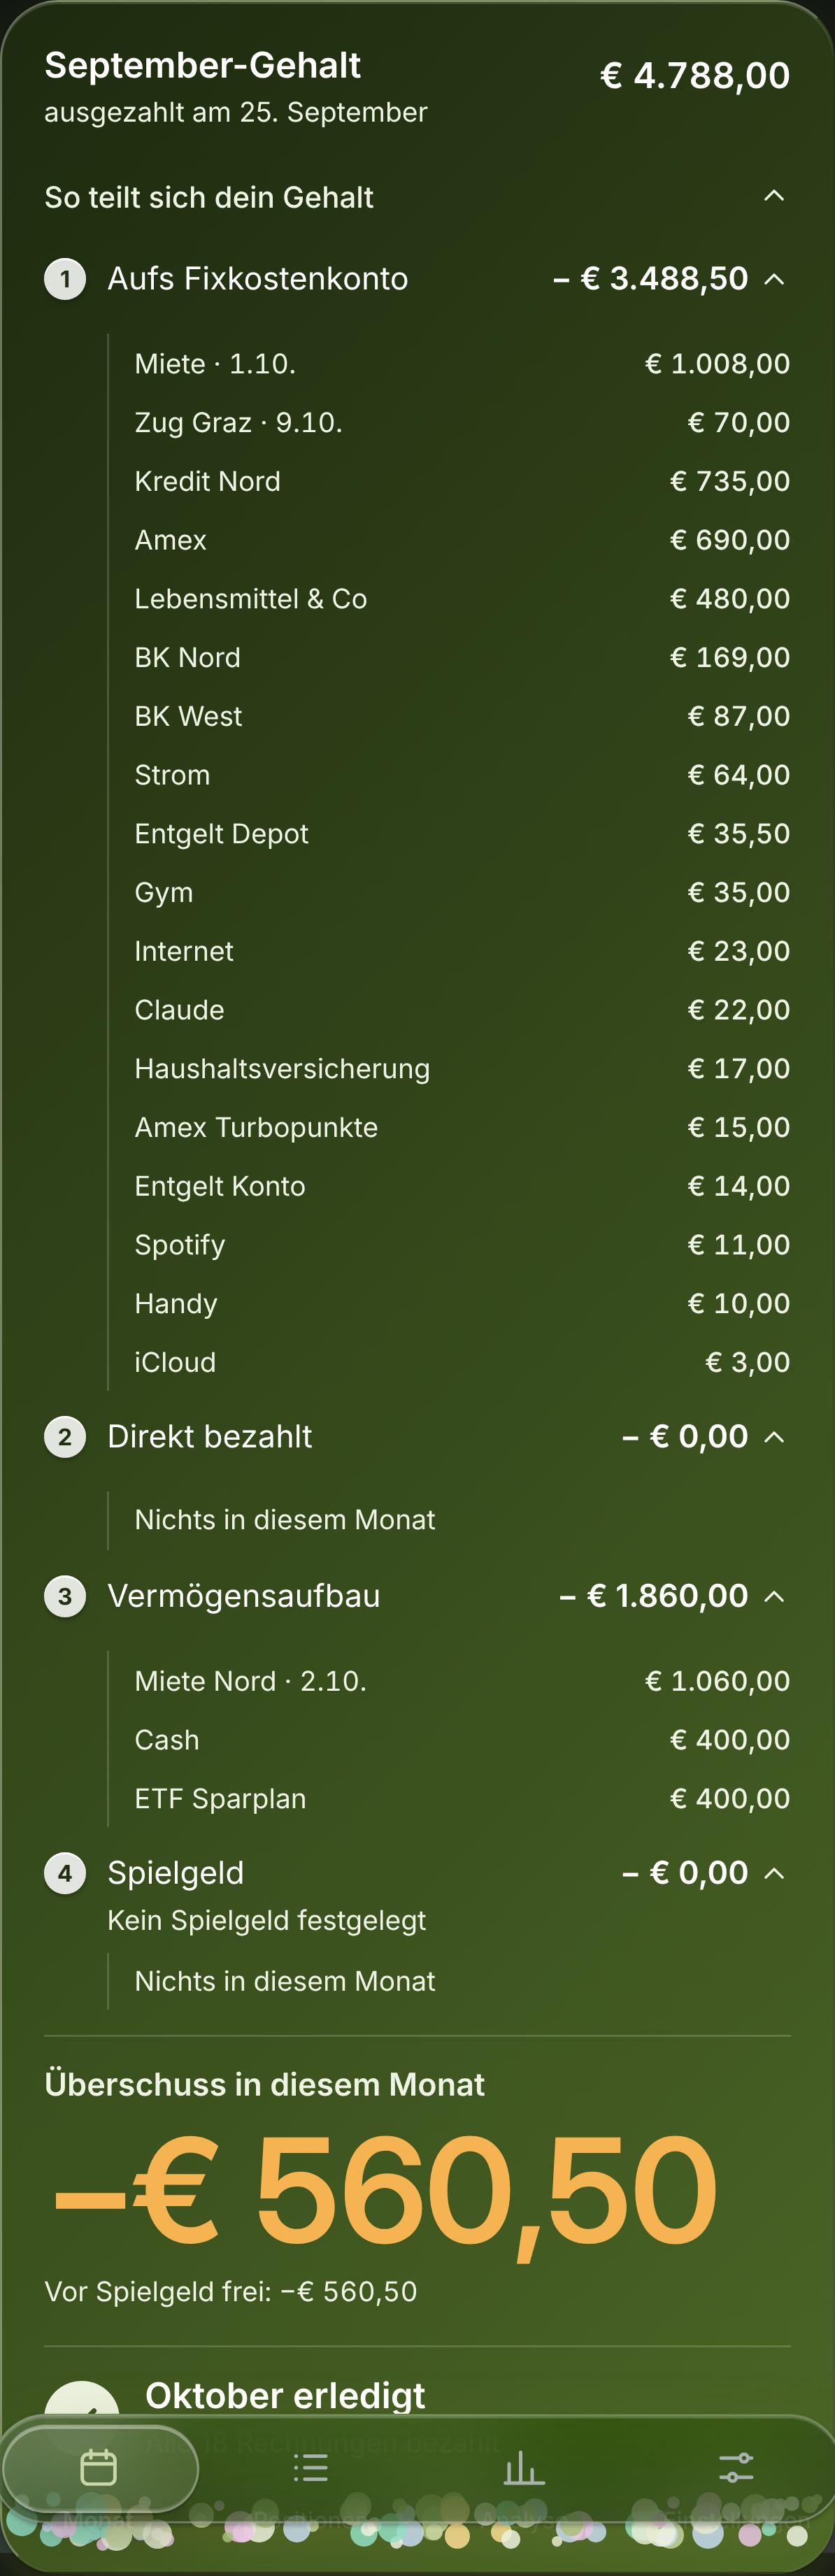 September-Gehalt
€ 4.788,00
ausgezahlt am 25. September
So teilt sich dein Gehalt
1 Aufs Fixkostenkonto – € 3.488,50
Miete · 1.10. € 1.008,00
Zug Graz · 9.10. € 70,00
Kredit Nord € 735,00
Amex € 690,00
Lebensmittel & Co € 480,00
BK Nord € 169,00
BK West € 87,00
Strom € 64,00
Entgelt Depot € 35,50
Gym € 35,00
Internet € 23,00
Claude € 22,00
Haushaltsversicherung € 17,00
Amex Turbopunkte € 15,00
Entgelt Konto € 14,00
Spotify € 11,00
Handy € 10,00
iCloud € 3,00
2 Direkt bezahlt – € 0,00
Nichts in diesem Monat
3 Vermögensaufbau – € 1.860,00
Miete Nord · 2.10. € 1.060,00
Cash € 400,00
ETF Sparplan € 400,00
4 Spielgeld – € 0,00
Kein Spielgeld festgelegt
Nichts in diesem Monat
Überschuss in diesem Monat
–€ 560,50
Vor Spielgeld frei: −€ 560,50
Oktober erledigt
Alle 18 Rechnungen bezahlt
Monat